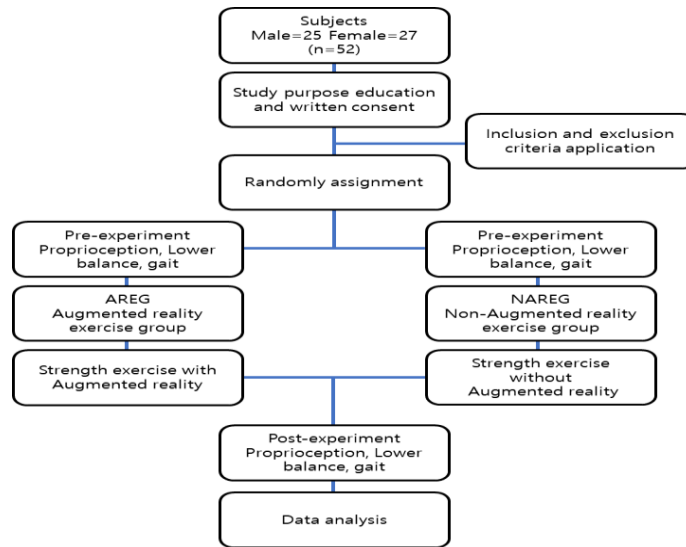 Subjects
Male=25 Female=27
(n=52)
Study purpose education
and written consent
Inclusion and exclusion
criteria application
Randomly assignment
Pre-experiment
Proprioception, Lower
balance, gait
Pre-experiment
Proprioception, Lower
balance, gait
AREG
Augmented reality
exercise group
NAREG
Non-Augmented reality
exercise group
Strength exercise with
Augmented reality
Strength exercise
without
Augmented reality
Post-experiment
Proprioception, Lower
balance, gait
Data analysis